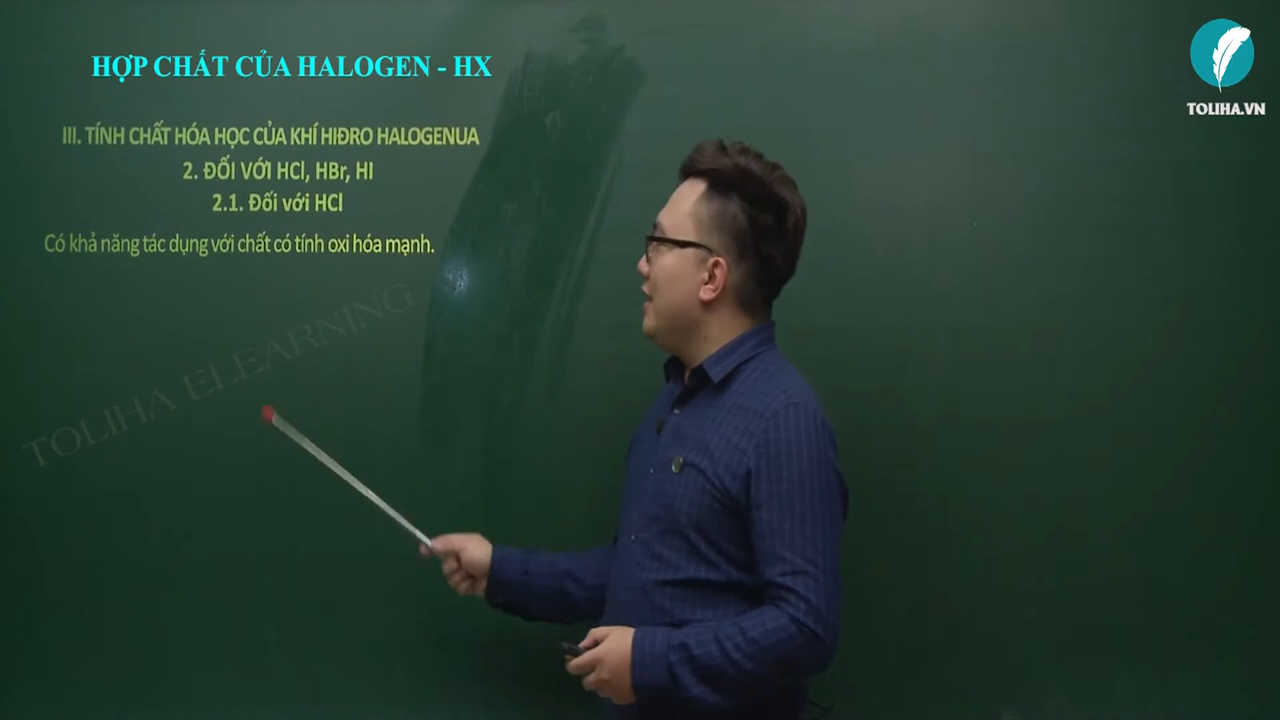 HỢP CHẤT CỦA HALOGEN - HX
III. TÍNH CHẤT HÓA HỌC CỦA KHÍ HIĐRO HALOGENUA
2. ĐỐI VỚI HCl, HBr, HI
2.1. Đối với HCl
Có khả năng tác dụng với chất có tính oxi hóa mạnh.
TOLIHA ELEARNING
TOLIHA.VN